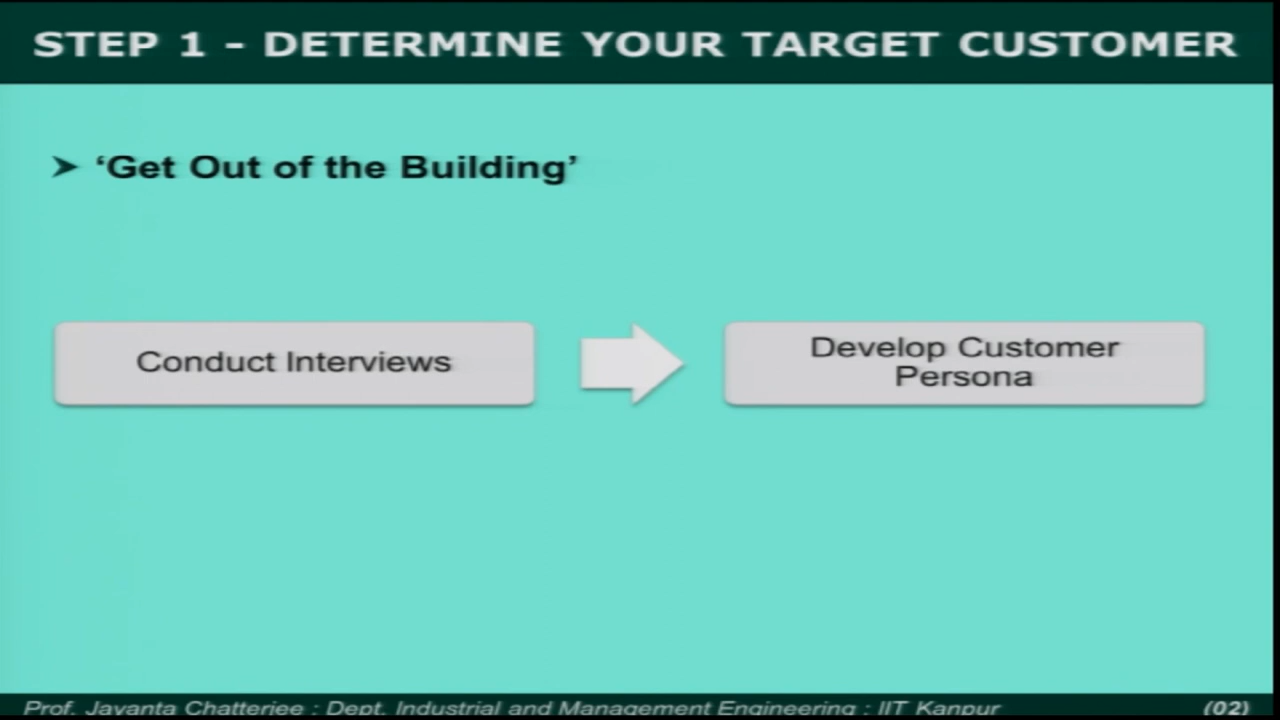 STEP 1 - DETERMINE YOUR TARGET CUSTOMER
➤ ‘Get Out of the Building’
Conduct Interviews
Develop Customer
Persona
Prof. Jayanta Chatterjee : Dept. Industrial and Management Engineering : IIT Kanpur (02)